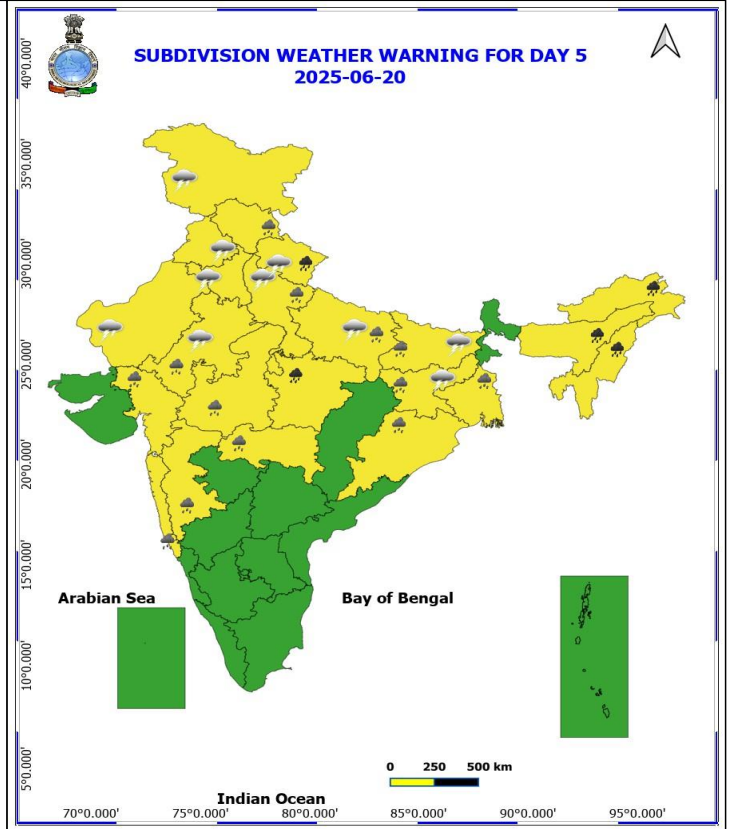 SUBDIVISION WEATHER WARNING FOR DAY 5
2025-06-20
40°0.000'
35°0.000'
30°0.000'
25°0.000'
20°0.000'
15°0.000'
10°0.000'
5°0.000'
Arabian Sea
Bay of Bengal
0 250 500 km
Indian Ocean
70°0.000' 75°0.000' 80°0.000' 85°0.000' 90°0.000' 95°0.000'